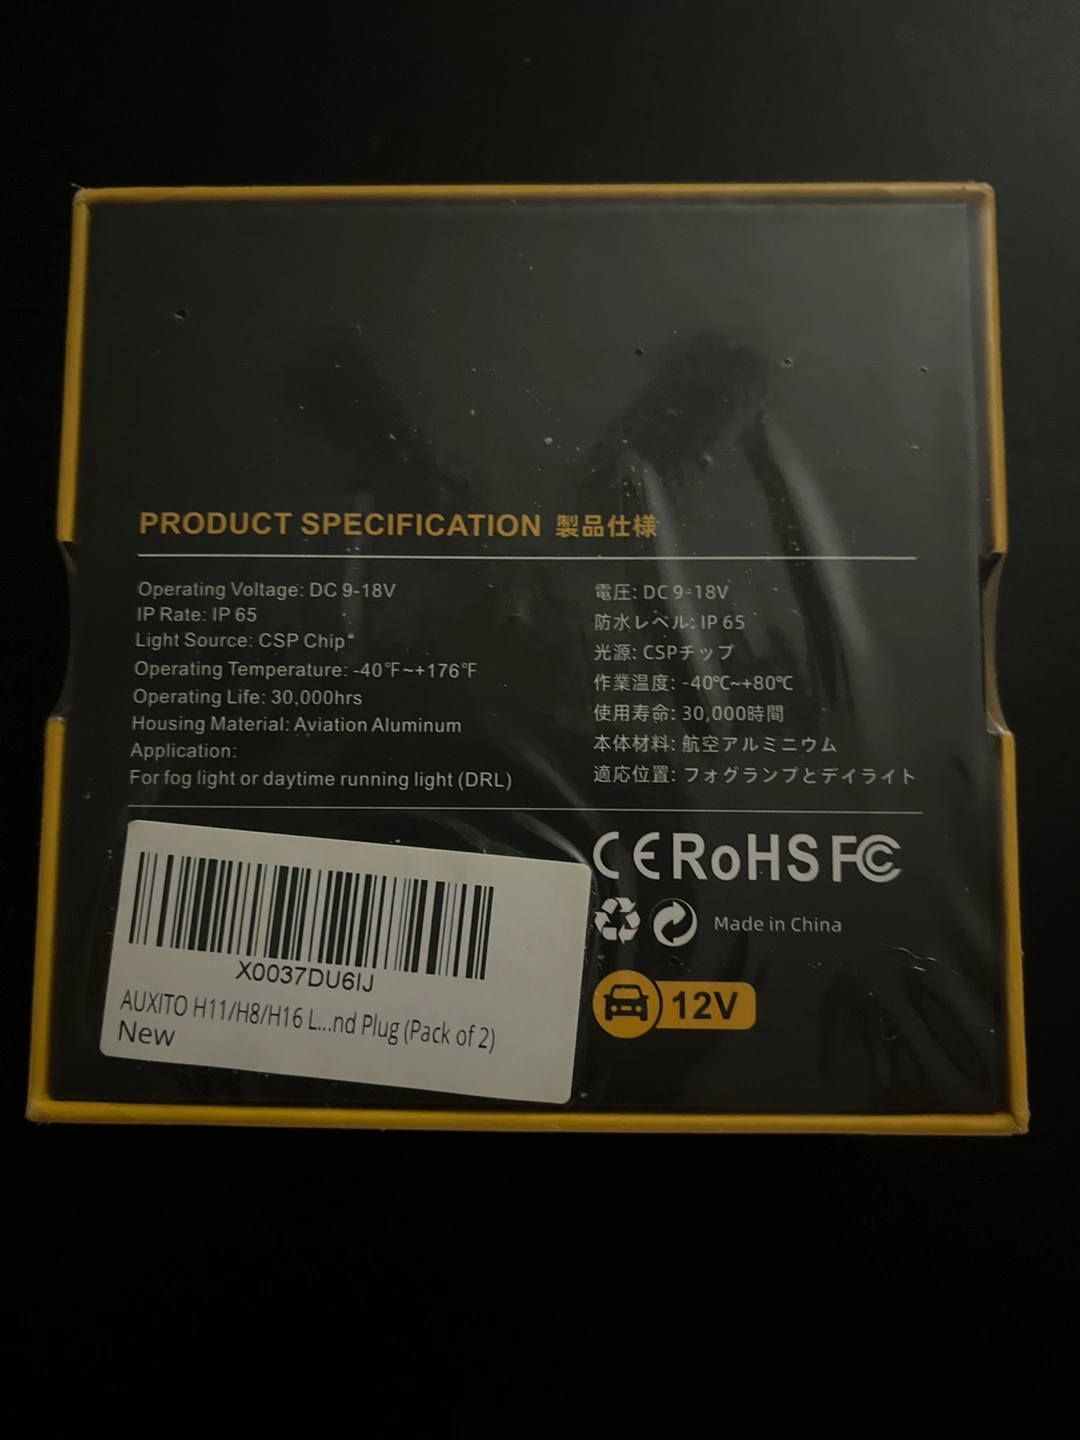 PRODUCT SPECIFICATION 製品仕様
Operating Voltage: DC 9-18V
IP Rate: IP 65
Light Source: CSP Chip*
Operating Temperature: -40°F~+176°F
Operating Life: 30,000hrs
Housing Material: Aviation Aluminum
Application:
For fog light or daytime running light (DRL)
電圧: DC 9-18V
防水レベル: IP 65
光源: CSPチップ
作業温度: -40℃~+80℃
使用寿命: 30,000時間
本体材料: 航空アルミニウム
適応位置: フォグランプとデイライト
CE RoHS FC
Made in China
12V
X0037DU6IJ
AUXITO H11/H8/H16 L...nd Plug (Pack of 2)
New